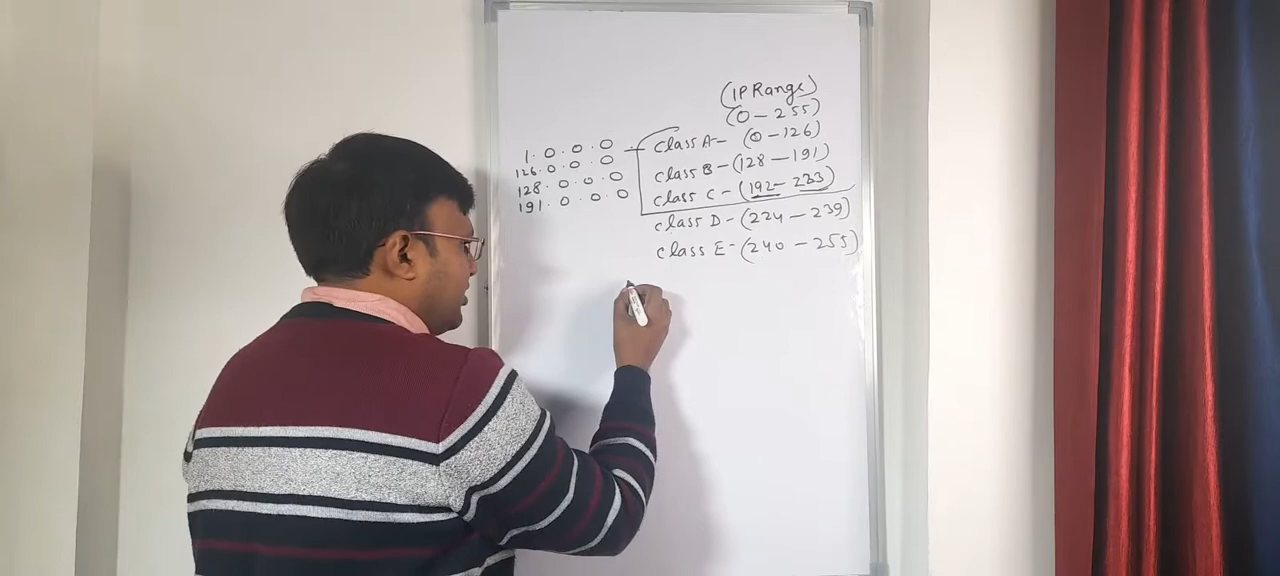 (IP Range)
(0 - 255)
class A - (0 - 126)
class B - (128 - 191)
class C - (192 - 223)
class D - (224 - 239)
class E - (240 - 255)
1. 0. 0. 0
126. 0. 0. 0
128. 0. 0. 0
191. 0. 0. 0